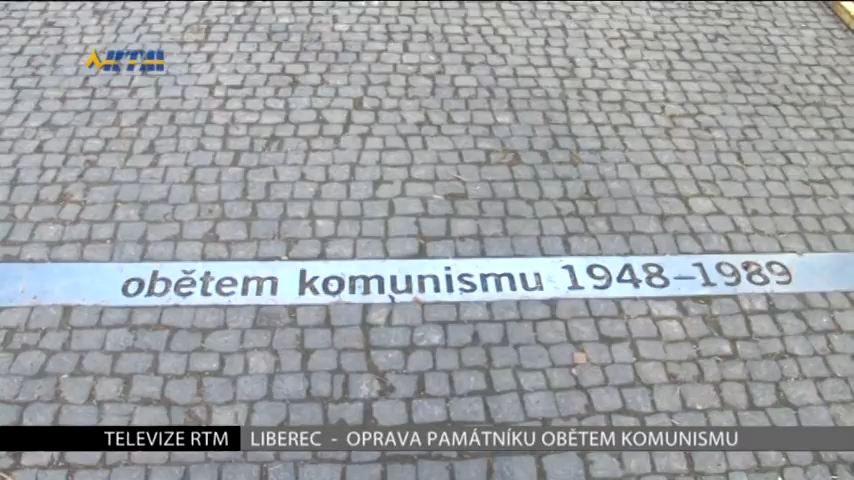 RTM
obětem komunismu 1948–1989
TELEVIZE RTM LIBEREC - OPRAVA PAMÁTNÍKU OBĚTEM KOMUNISMU